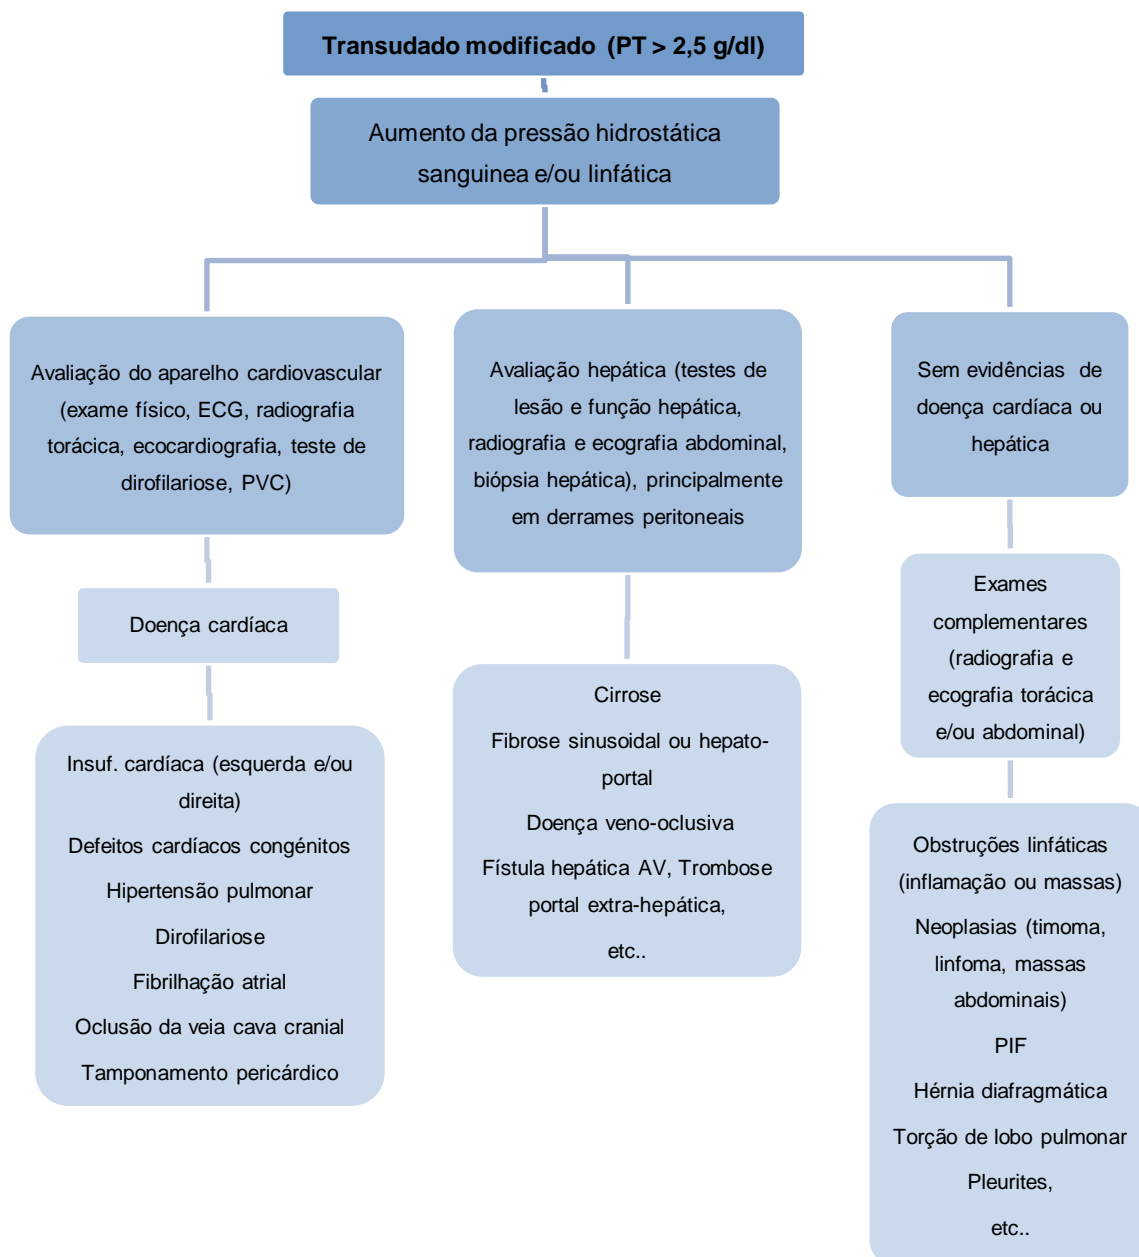 Transudado modificado (PT > 2,5 g/dl)
Aumento da pressão hidrostática
sanguinea e/ou linfática
Avaliação do aparelho cardiovascular
(exame físico, ECG, radiografia
torácica, ecocardiografia, teste de
dirofilariose, PVC)
Doença cardíaca
Insuf. cardíaca (esquerda e/ou
direita)
Defeitos cardíacos congénitos
Hipertensão pulmonar
Dirofilariose
Fibrilhação atrial
Oclusão da veia cava cranial
Tamponamento pericárdico
Avaliação hepática (testes de
lesão e função hepática,
radiografia e ecografia abdominal,
biópsia hepática), principalmente
em derrames peritoneais
Cirrose
Fibrose sinusoidal ou hepato-
portal
Doença veno-oclusiva
Fístula hepática AV, Trombose
portal extra-hepática,
etc..
Sem evidências de
doença cardíaca ou
hepática
Exames
complementares
(radiografia e
ecografia torácica
e/ou abdominal)
Obstruções linfáticas
(inflamação ou massas)
Neoplasias (timoma,
linfoma, massas
abdominais)
PIF
Hérnia diafragmática
Torção de lobo pulmonar
Pleurites,
etc..